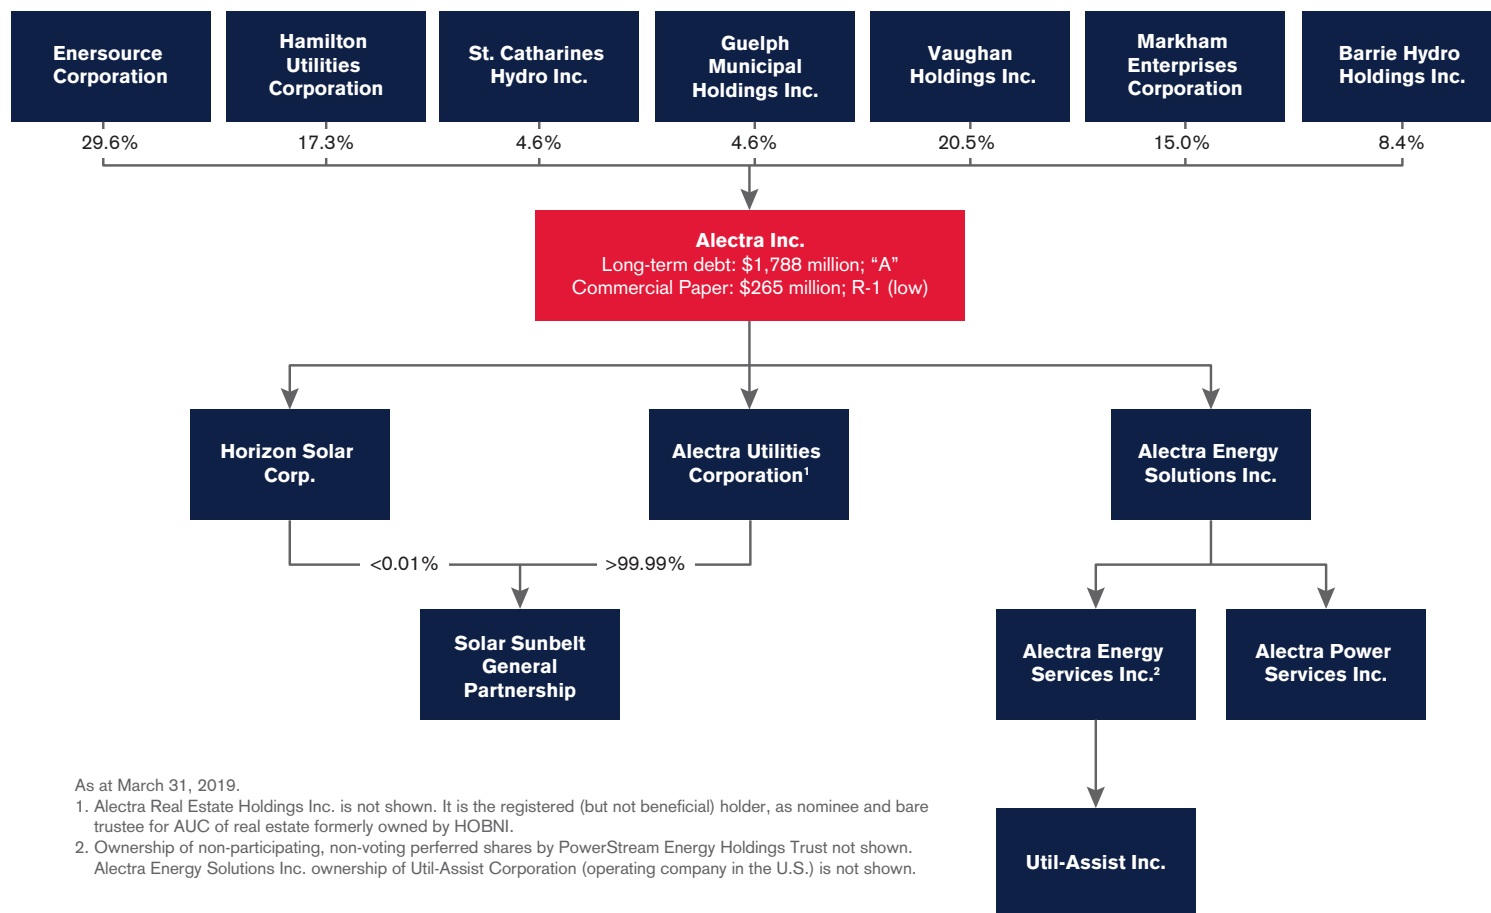 Enersource
Corporation
Hamilton
Utilities
Corporation
St. Catharines
Hydro Inc.
Guelph
Municipal
Holdings Inc.
Vaughan
Holdings Inc.
Markham
Enterprises
Corporation
Barrie Hydro
Holdings Inc.
29.6%
17.3%
4.6%
4.6%
20.5%
15.0%
8.4%
Alectra Inc.
Long-term debt: $1,788 million; “A”
Commercial Paper: $265 million; R-1 (low)
Horizon Solar
Corp.
Alectra Utilities
Corporation¹
Alectra Energy
Solutions Inc.
<0.01%
>99.99%
Solar Sunbelt
General
Partnership
Alectra Energy
Services Inc.²
Alectra Power
Services Inc.
Util-Assist Inc.
As at March 31, 2019.
1. Alectra Real Estate Holdings Inc. is not shown. It is the registered (but not beneficial) holder, as nominee and bare
trustee for AUC of real estate formerly owned by HOBNI.
2. Ownership of non-participating, non-voting perferred shares by PowerStream Energy Holdings Trust not shown.
Alectra Energy Solutions Inc. ownership of Util-Assist Corporation (operating company in the U.S.) is not shown.